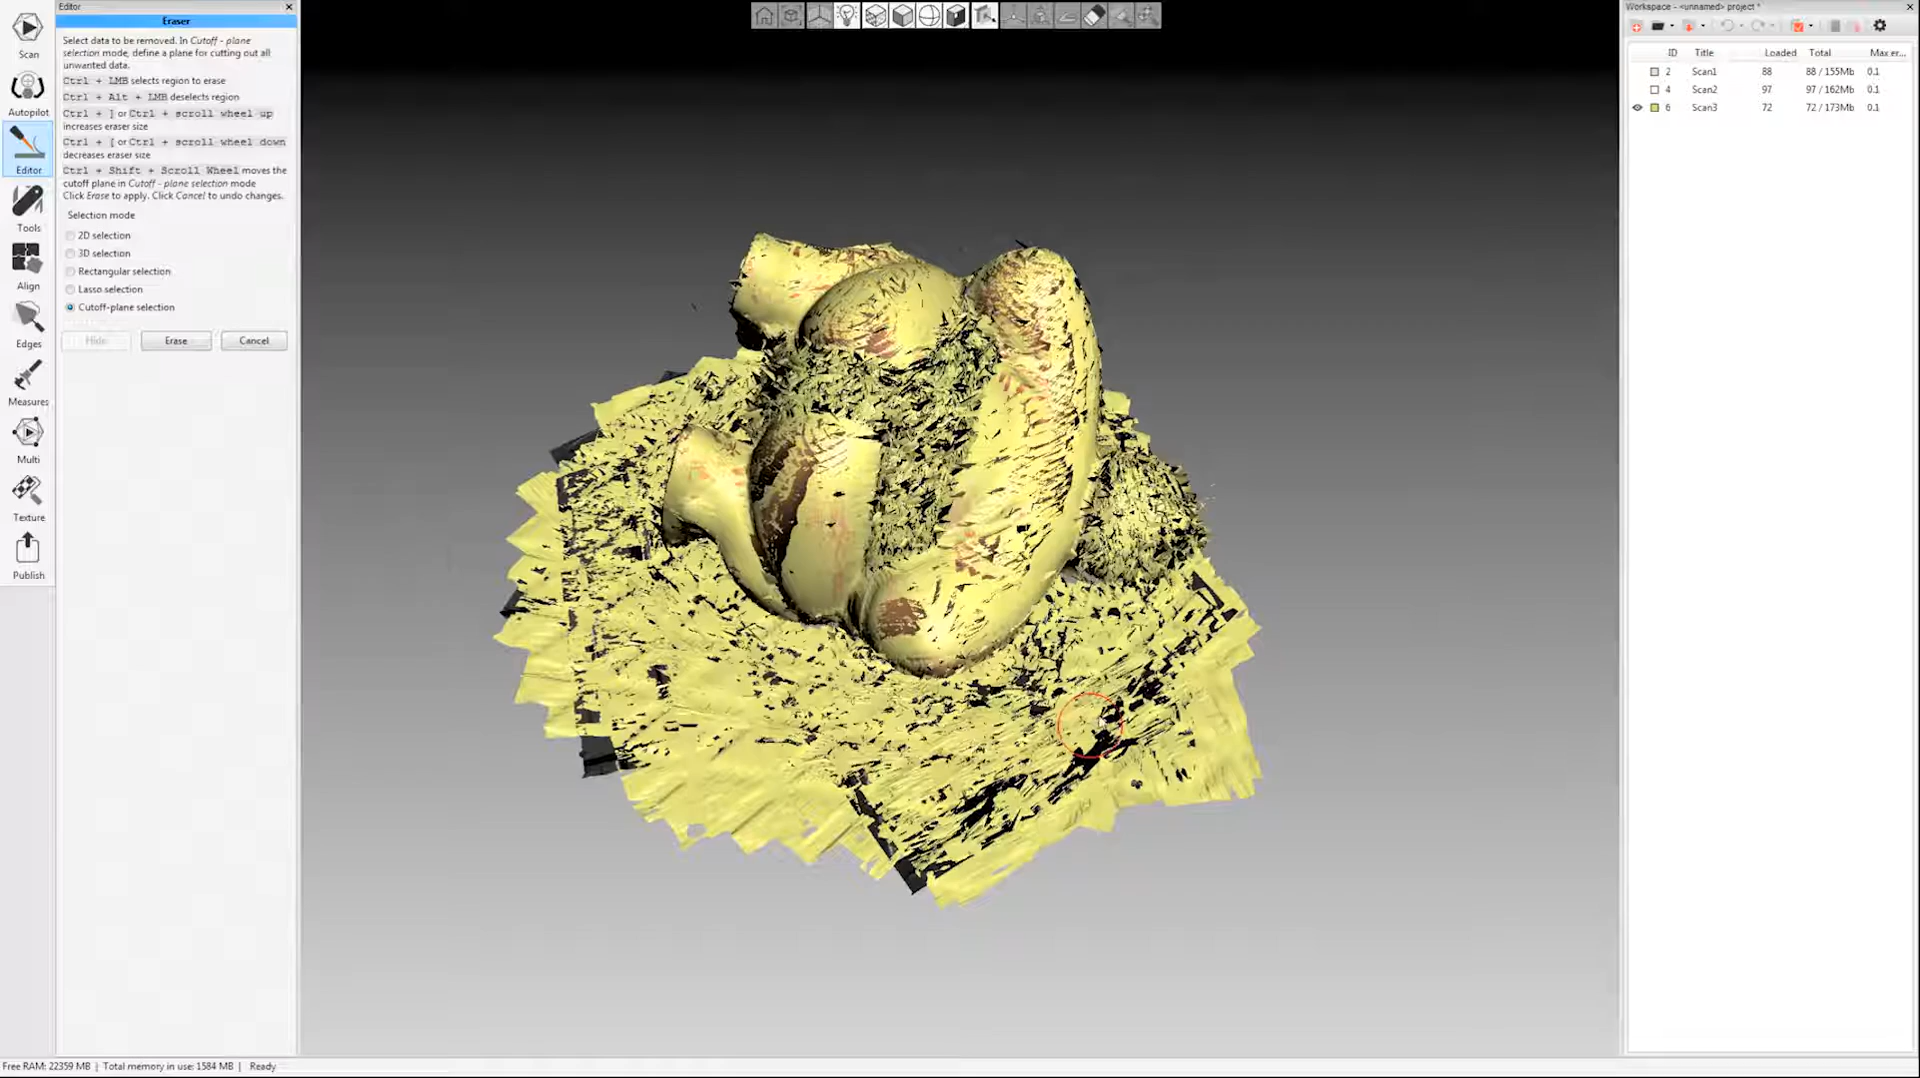 Editor
Workspace - <unnamed> project *
Eraser
Select data to be removed. In Cutoff - plane
selection mode, define a plane for cutting out all
unwanted data.
Ctrl + LMB selects region to erase
Ctrl + Alt + LMB deselects region
Ctrl + ] or Ctrl + scroll wheel up
increases eraser size
Ctrl + [ or Ctrl + scroll wheel down
decreases eraser size
Ctrl + Shift + Scroll Wheel moves the
cutoff plane in Cutoff - plane selection mode
Click Erase to apply. Click Cancel to undo changes.
Selection mode
2D selection
3D selection
Rectangular selection
Lasso selection
Cutoff-plane selection
Hide Erase Cancel
Scan
Autopilot
Editor
Tools
Align
Edges
Measures
Multi
Texture
Publish
ID Title Loaded Total Max er...
2 Scan1 88 88 / 155Mb 0.1
4 Scan2 97 97 / 162Mb 0.1
6 Scan3 72 72 / 173Mb 0.1
Free RAM: 22359 MB | Total memory in use: 1584 MB | Ready